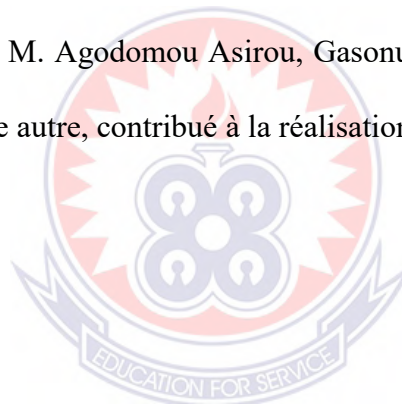 M. Agodomou Asirou, Gasonu
e autre, contribué à la réalisation
EDUCATION FOR SERVICE